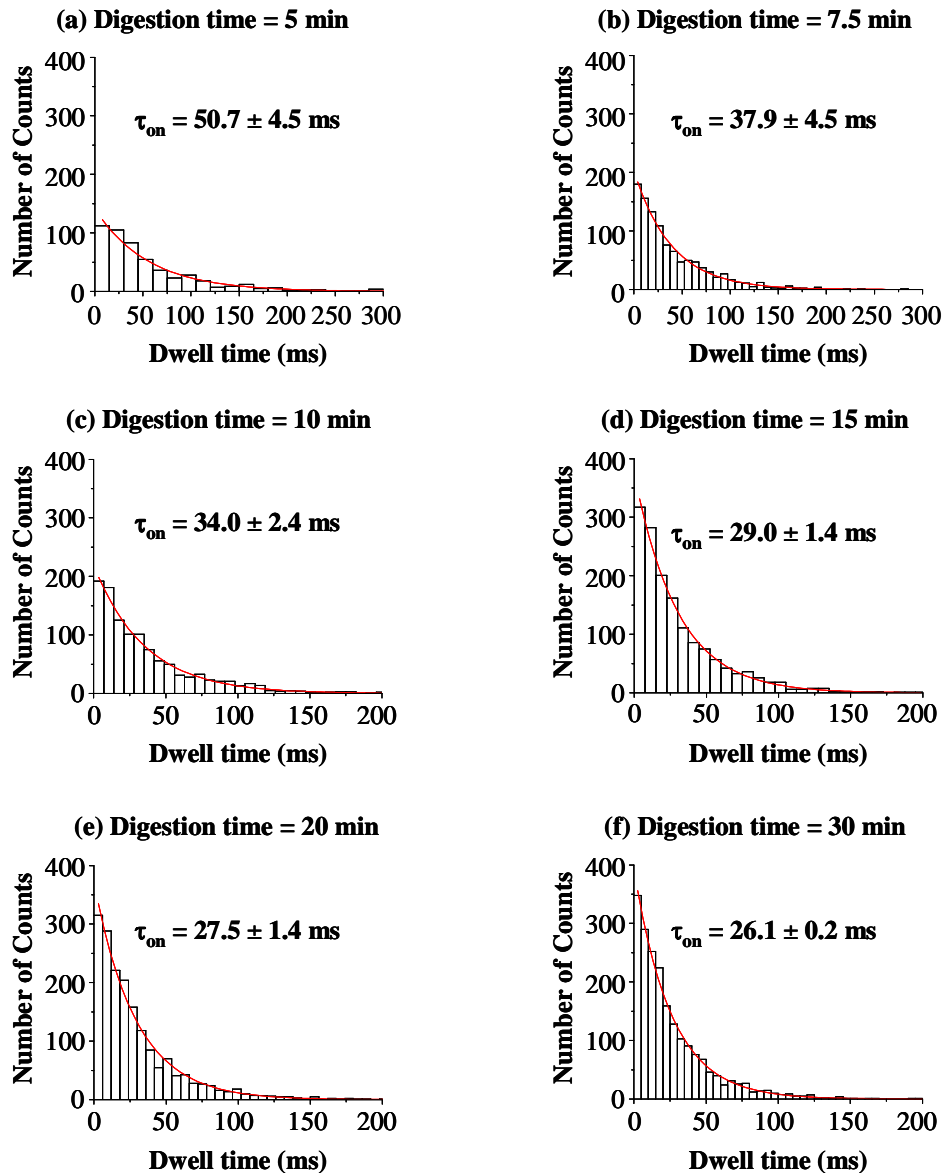 (a) Digestion time = 5 min
Number of Counts
400
300
200
100
0
τon = 50.7 ± 4.5 ms
0 50 100 150 200 250 300
Dwell time (ms)
(b) Digestion time = 7.5 min
Number of Counts
400
300
200
100
0
τon = 37.9 ± 4.5 ms
0 50 100 150 200 250 300
Dwell time (ms)
(c) Digestion time = 10 min
Number of Counts
400
300
200
100
0
τon = 34.0 ± 2.4 ms
0 50 100 150 200
Dwell time (ms)
(d) Digestion time = 15 min
Number of Counts
400
300
200
100
0
τon = 29.0 ± 1.4 ms
0 50 100 150 200
Dwell time (ms)
(e) Digestion time = 20 min
Number of Counts
400
300
200
100
0
τon = 27.5 ± 1.4 ms
0 50 100 150 200
Dwell time (ms)
(f) Digestion time = 30 min
Number of Counts
400
300
200
100
0
τon = 26.1 ± 0.2 ms
0 50 100 150 200
Dwell time (ms)